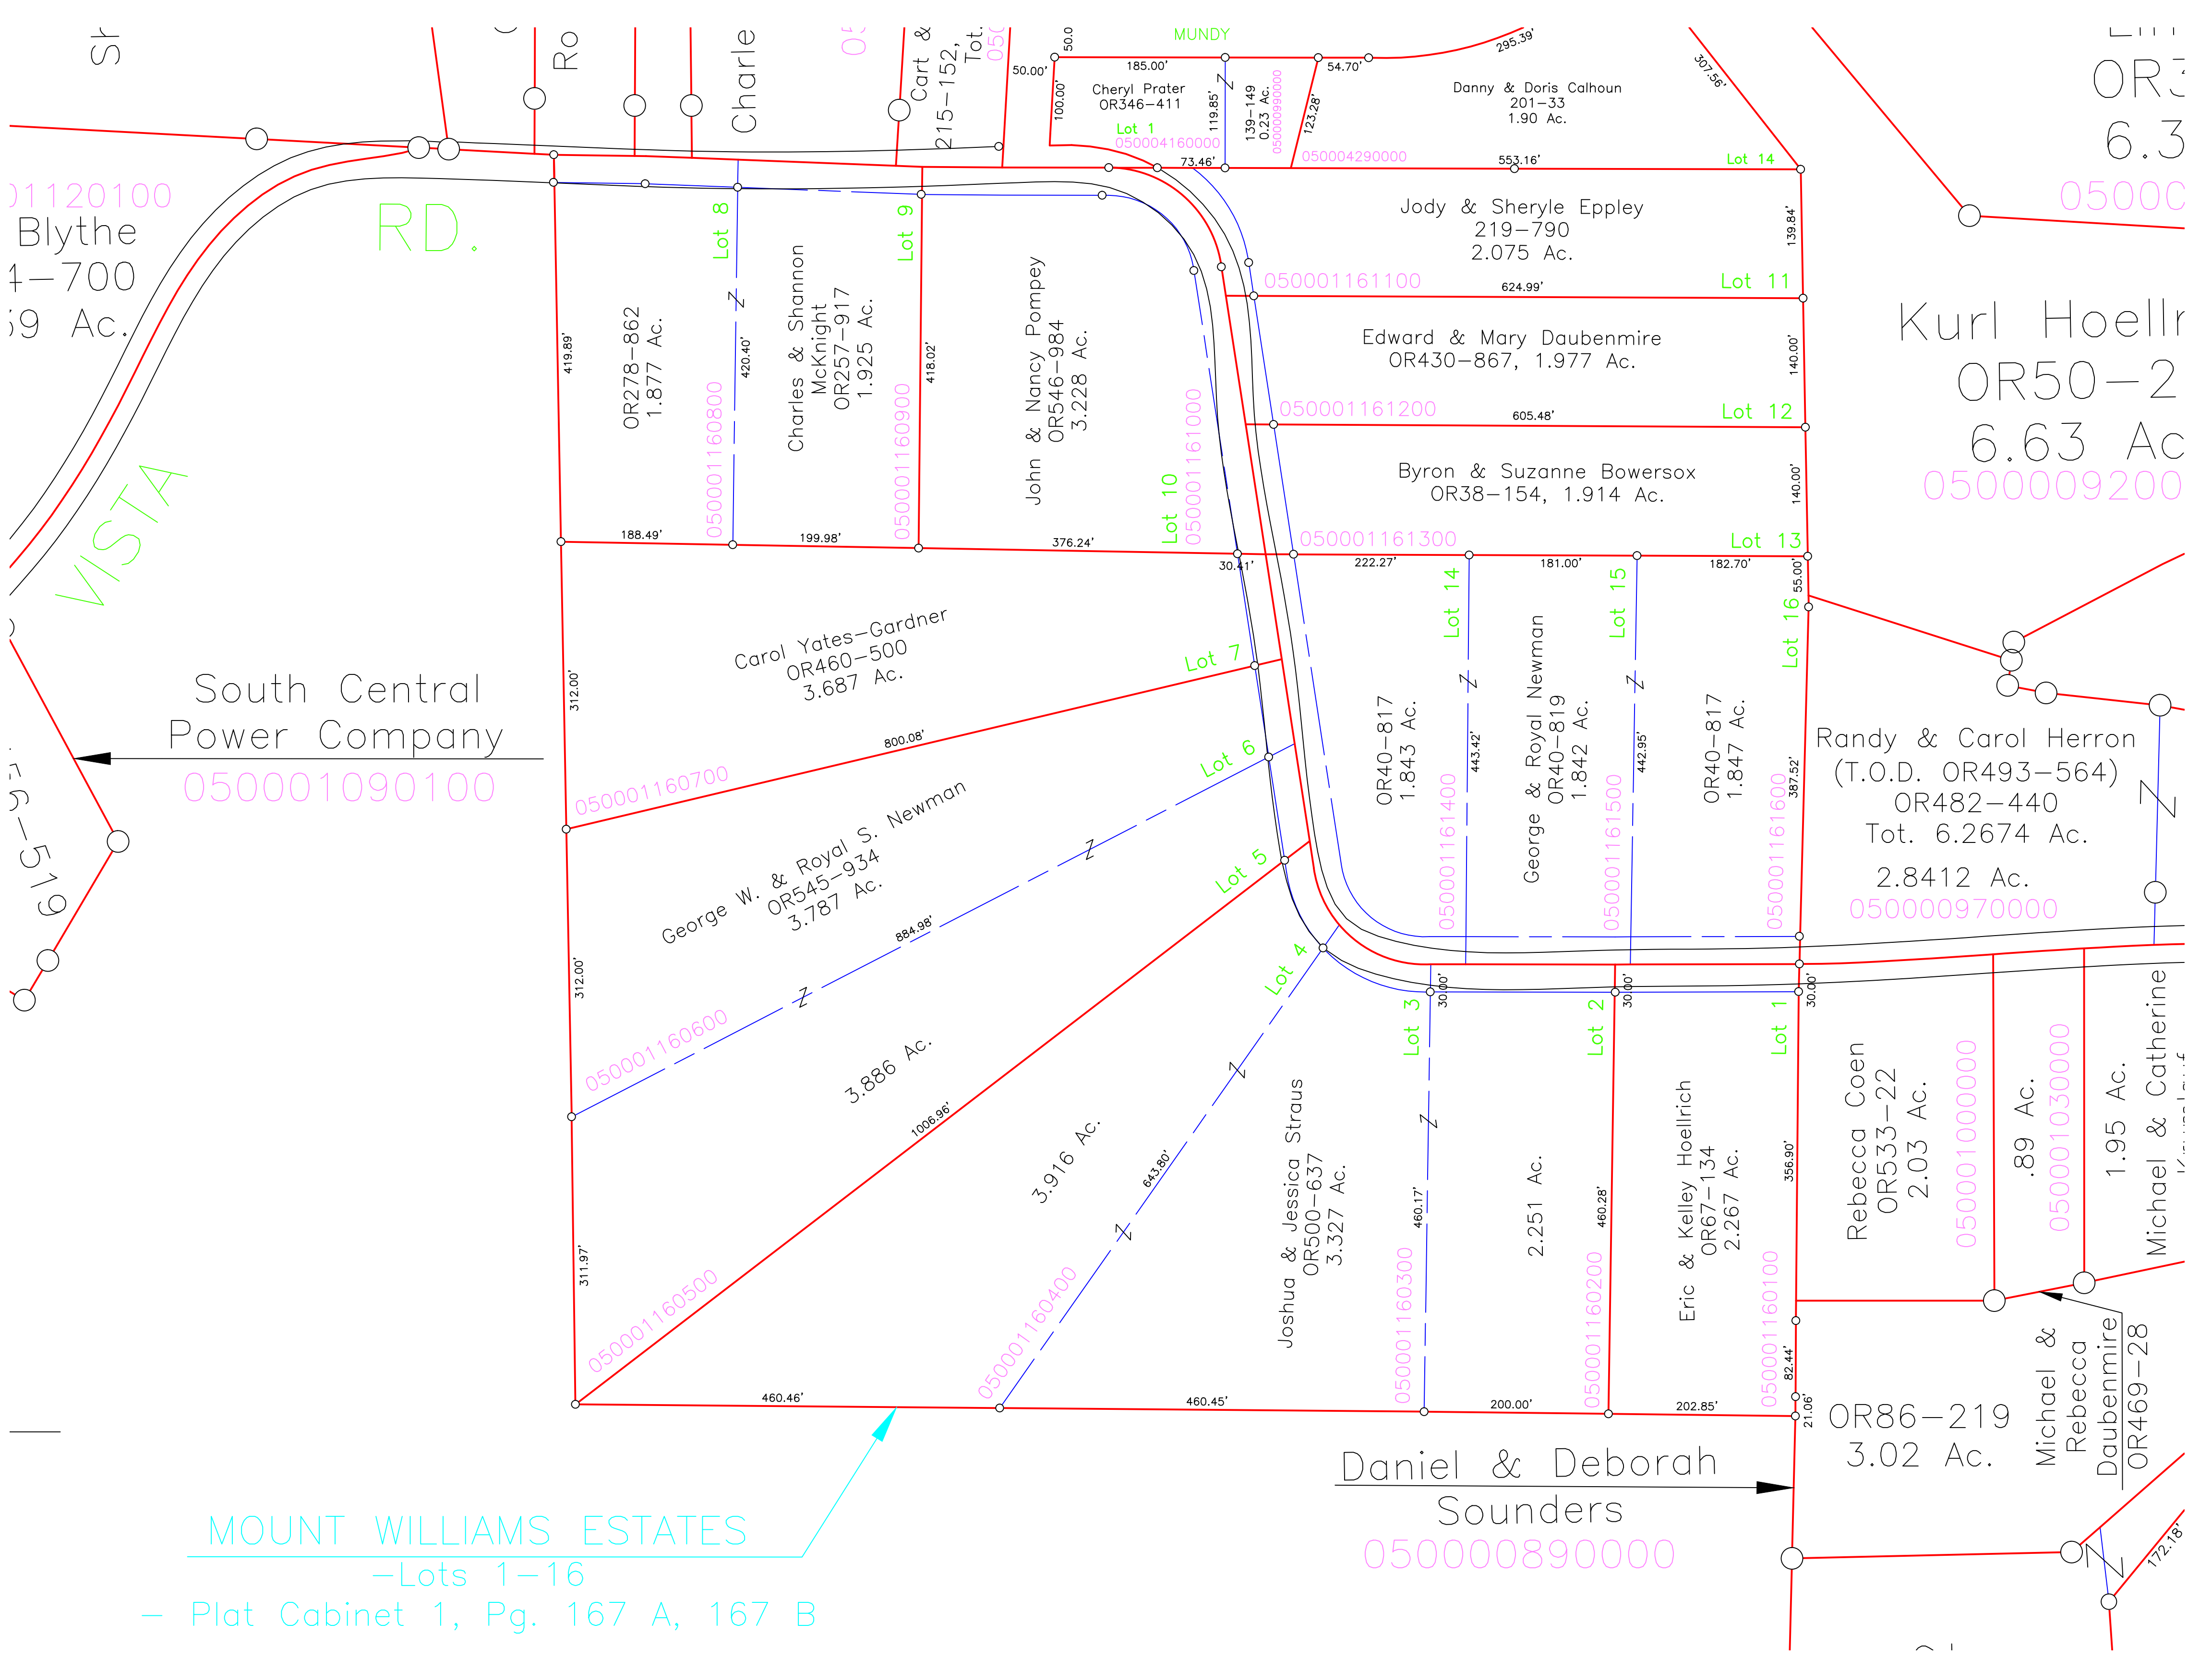 MUNDY
Ro
Charle
Cart &
215-152,
Tot.
50.00'
185.00'
54.70'
295.39'
307.56'
100.00'
Cheryl Prater
OR346-411
Lot 1
050004160000
119.85'
139-149
0.23 Ac.
050000990000
123.28'
Danny & Doris Calhoun
201-33
1.90 Ac.
73.46'
050004290000
553.16'
Lot 14
01120100
Blythe
4-700
RD.
VISTA
Lot 8
Lot 9
419.89'
OR278-862
1.877 Ac.
050001160800
420.40'
Charles & Shannon
McKnight
OR257-917
1.925 Ac.
050001160900
418.02'
John & Nancy Pompey
OR546-984
3.228 Ac.
Lot 10
050001161000
Jody & Sheryle Eppley
219-790
2.075 Ac.
139.84'
050001161100
624.99'
Lot 11
Edward & Mary Daubenmire
OR430-867, 1.977 Ac.
140.00'
050001161200
605.48'
Lot 12
Byron & Suzanne Bowersox
OR38-154, 1.914 Ac.
140.00'
050001161300
Lot 13
6.3
Kurl Hoellr
OR50-2
6.63 Ac
0500009200
188.49'
199.98'
376.24'
30.41'
222.27'
181.00'
182.70'
55.00'
Carol Yates-Gardner
OR460-500
3.687 Ac.
Lot 7
312.00'
800.08'
050001160700
Lot 6
George W. & Royal S. Newman
OR545-934
3.787 Ac.
Lot 5
884.98'
312.00'
050001160600
South Central
Power Company
050001090100
56-519
Lot 14
Lot 15
Lot 16
OR40-817
1.843 Ac.
050001161400
443.42'
George & Royal Newman
OR40-819
1.842 Ac.
050001161500
442.95'
OR40-817
1.847 Ac.
050001161600
387.52'
Randy & Carol Herron
(T.O.D. OR493-564)
OR482-440
Tot. 6.2674 Ac.
2.8412 Ac.
050000970000
Lot 4
Lot 3
30.00'
Lot 2
30.00'
Lot 1
30.00'
3.886 Ac.
1006.96'
311.97'
050001160500
3.916 Ac.
643.80'
050001160400
Joshua & Jessica Straus
OR500-637
3.327 Ac.
050001160300
460.17'
2.251 Ac.
050001160200
460.28'
Eric & Kelley Hoellrich
OR67-134
2.267 Ac.
050001160100
356.90'
82.44'
21.06'
Rebecca Coen
OR533-22
2.03 Ac.
050001000000
.89 Ac.
050001030000
1.95 Ac.
Michael & Catherine
460.46'
460.45'
200.00'
202.85'
OR86-219
3.02 Ac.
Michael &
Rebecca
Daubenmire
OR469-28
Daniel & Deborah
Sounders
050000890000
172.18'
MOUNT WILLIAMS ESTATES
-Lots 1-16
- Plat Cabinet 1, Pg. 167 A, 167 B